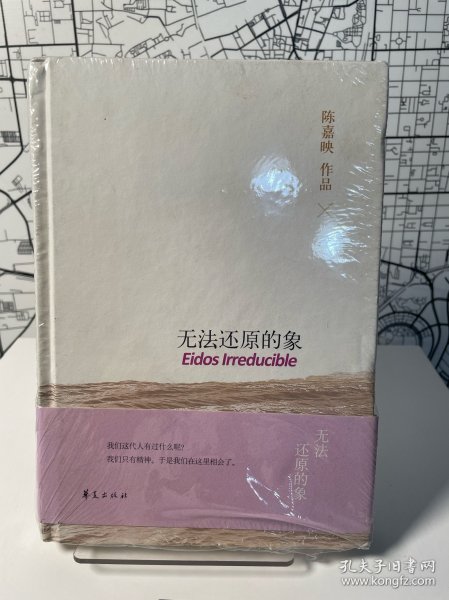 陈嘉映 作品
无法还原的象
Eidos Irreducible
我们这代人有过什么呢?
我们只有精神。于是我们在这里相会了。
无法
还原的象
华夏出版社
孔夫子旧书网
www.kongfz.com